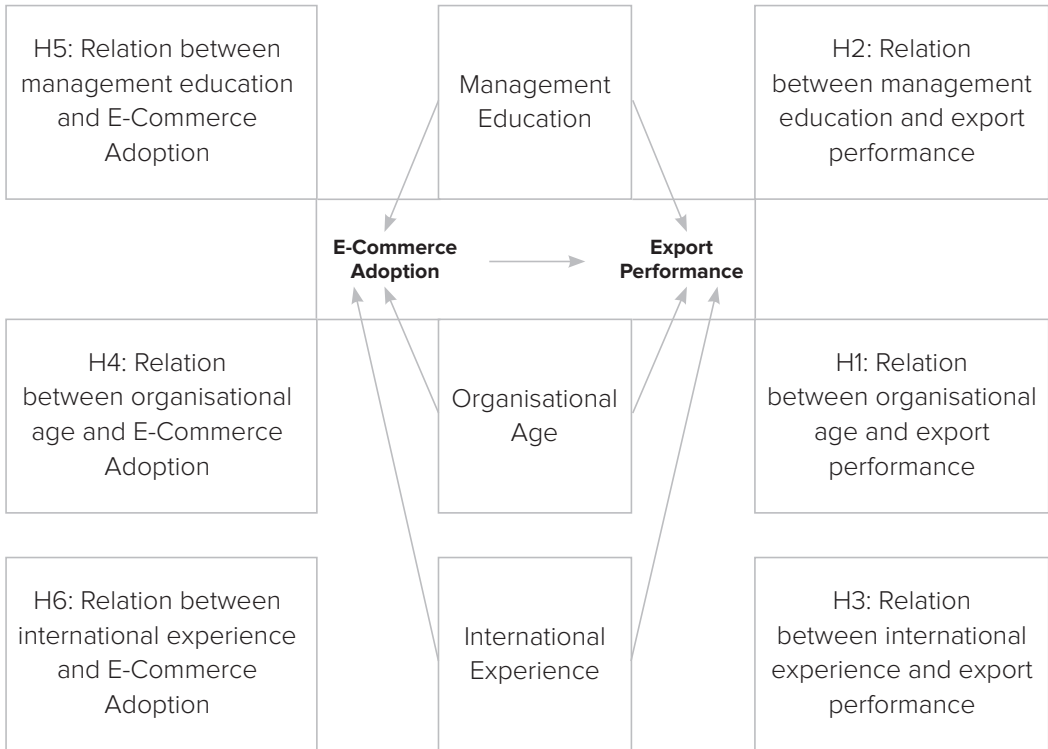 H5: Relation between
management education
and E-Commerce
Adoption
Management
Education
H2: Relation
between management
education and export
performance
E-Commerce
Adoption
Export
Performance
H4: Relation
between organisational
age and E-Commerce
Adoption
Organisational
Age
H1: Relation
between organisational
age and export
performance
H6: Relation between
international experience
and E-Commerce
Adoption
International
Experience
H3: Relation
between international
experience and export
performance